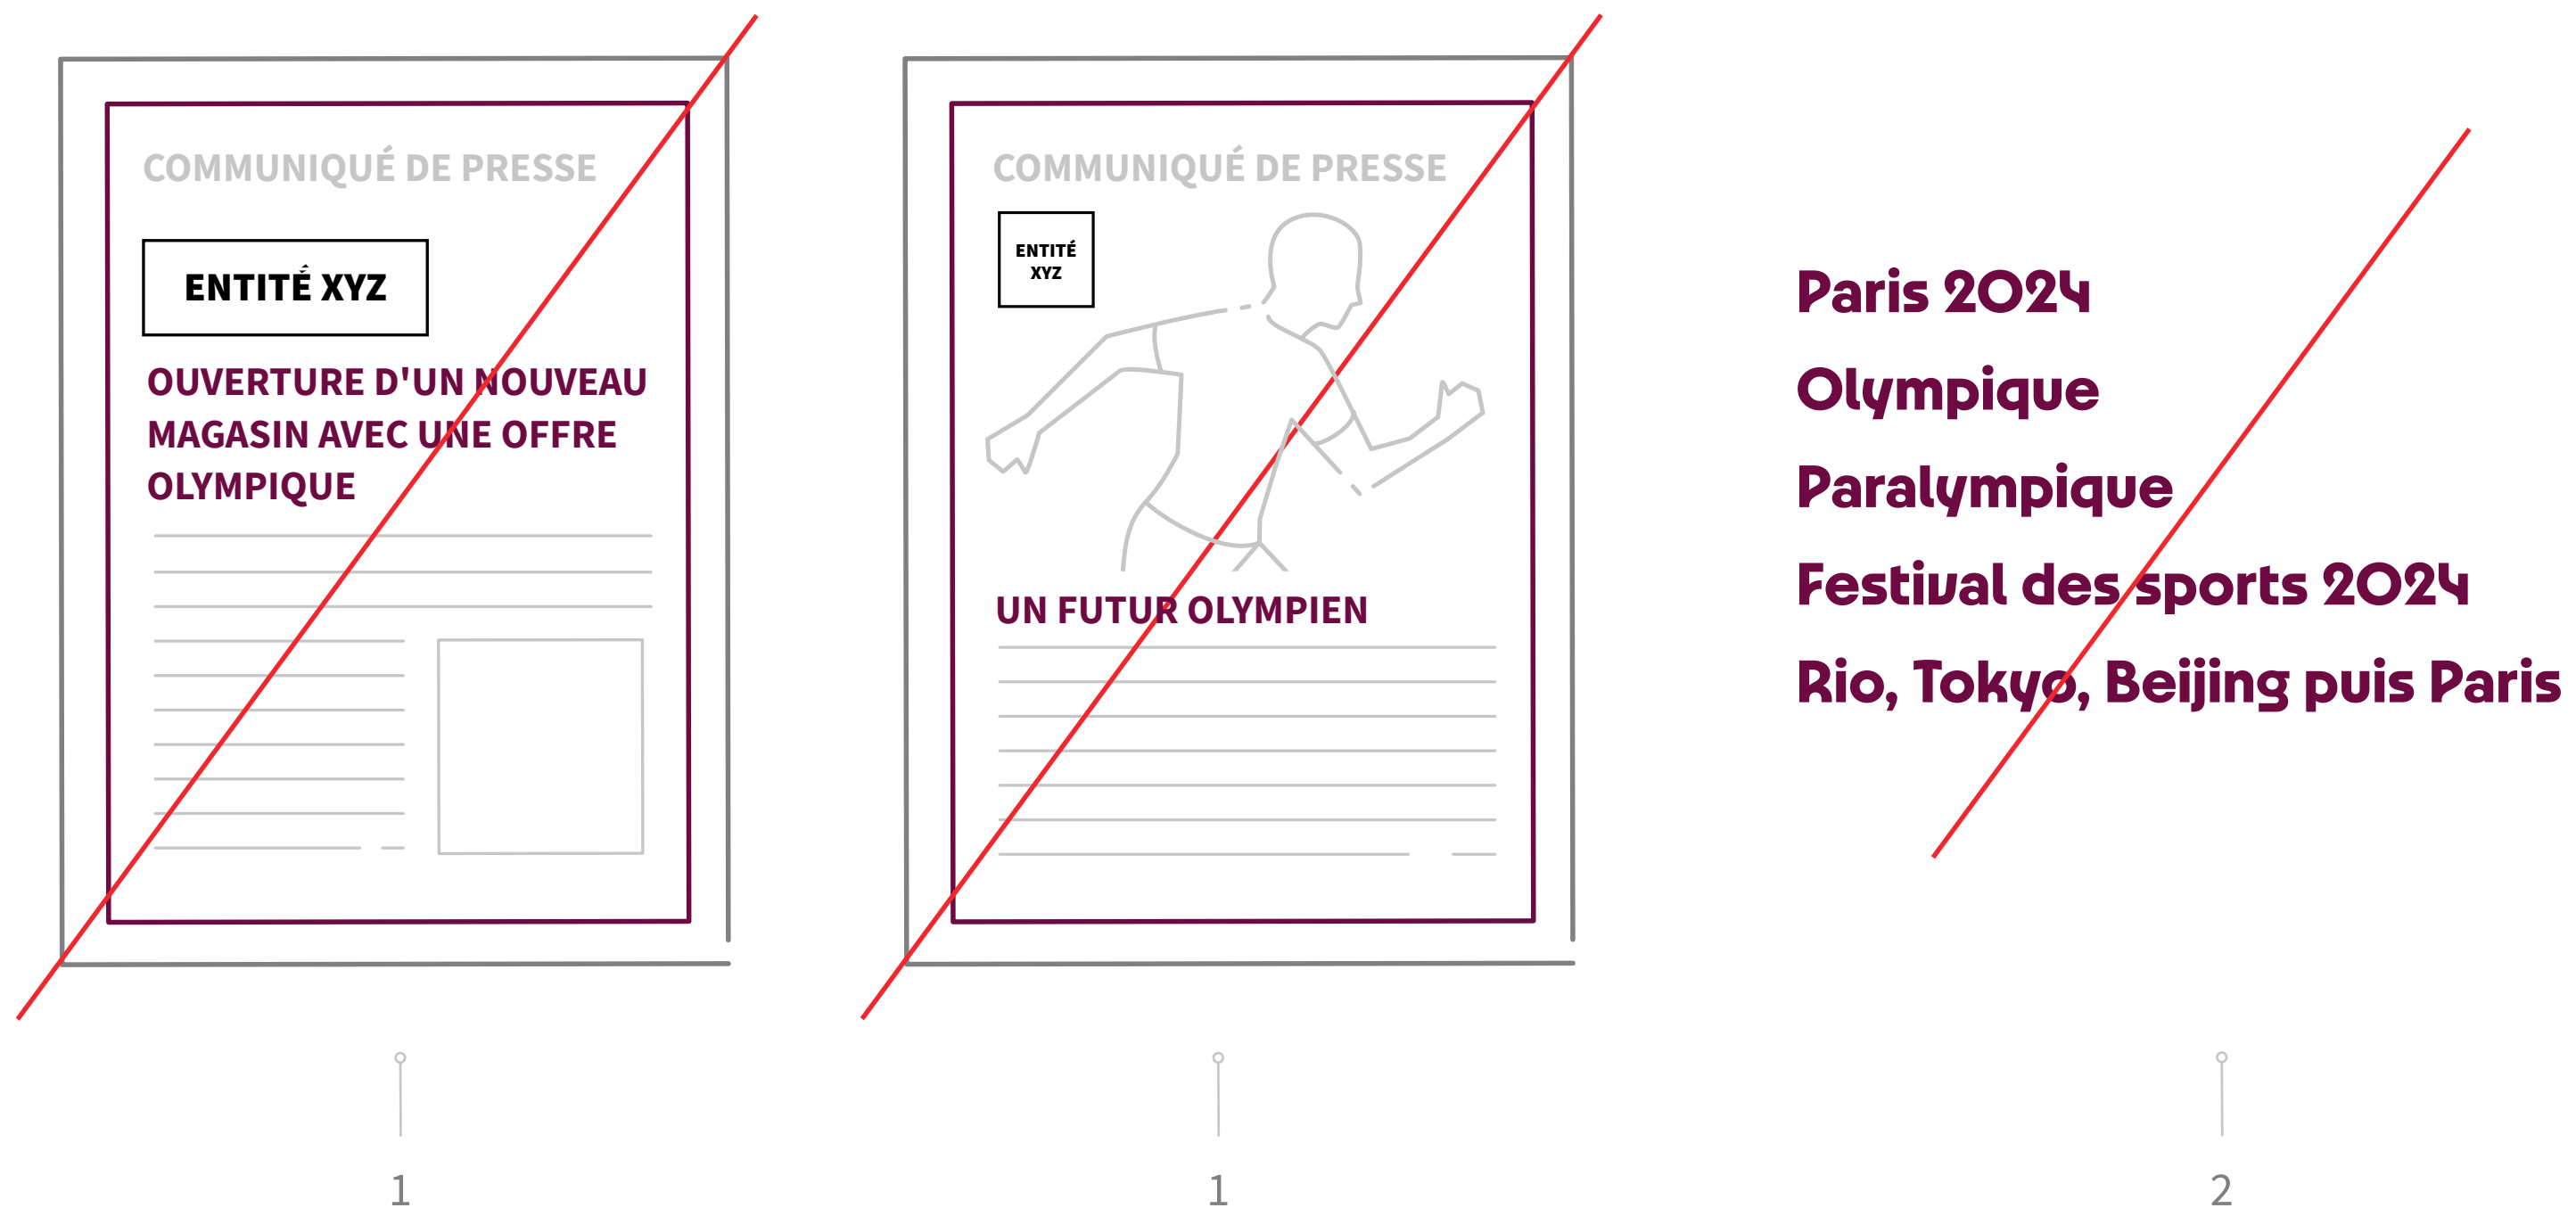 COMMUNIQUÉ DE PRESSE
ENTITÉ XYZ
OUVERTURE D'UN NOUVEAU
MAGASIN AVEC UNE OFFRE
OLYMPIQUE
1
COMMUNIQUÉ DE PRESSE
ENTITÉ
XYZ
UN FUTUR OLYMPIEN
1
Paris 2024
Olympique
Paralympique
Festival des sports 2024
Rio, Tokyo, Beijing puis Paris
2